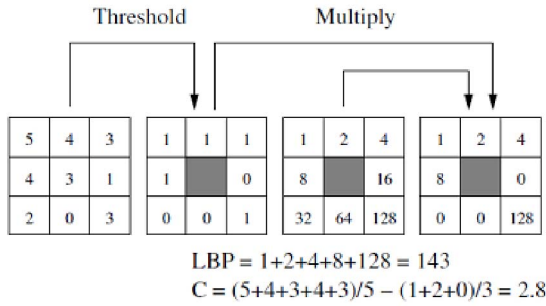 Threshold Multiply
5 4 3 1 1 1 1 2 4 1 2 4
4 3 1 1 0 8 16 8 0
2 0 3 0 0 1 32 64 128 0 0 128
LBP = 1+2+4+8+128 = 143
C = (5+4+3+4+3)/5 − (1+2+0)/3 = 2.8